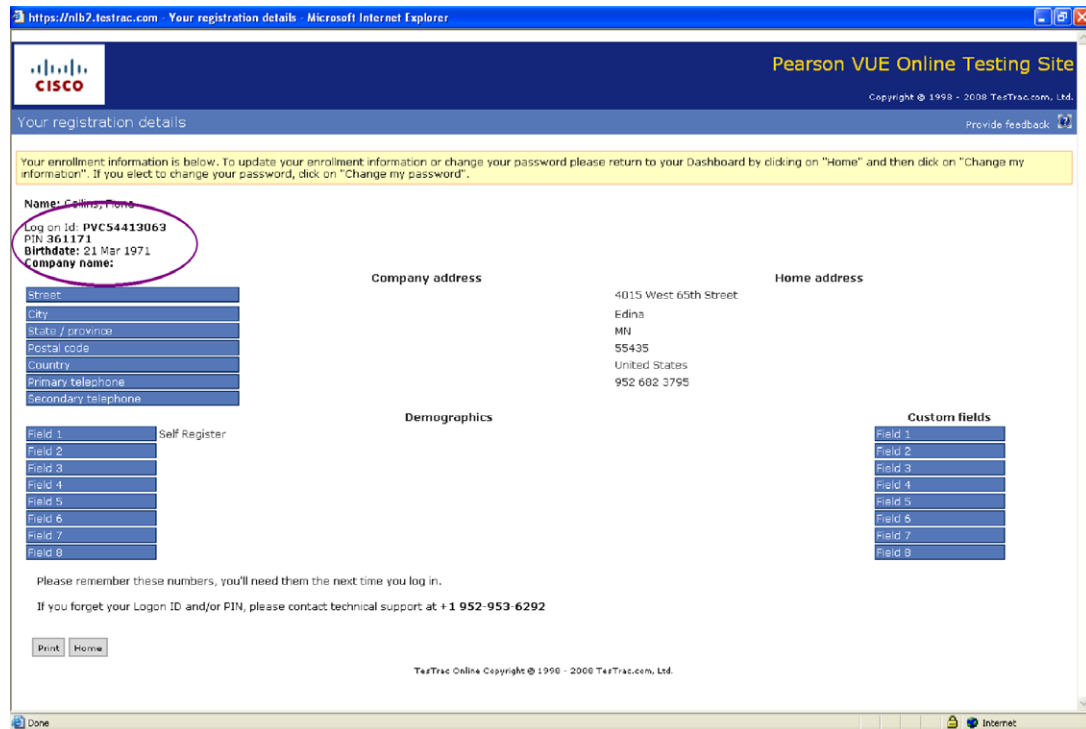 https://nlb2.testrac.com - Your registration details - Microsoft Internet Explorer
CISCO
Pearson VUE Online Testing Site
Copyright @ 1998 - 2008 TesTrac.com, Ltd.
Your registration details
Provide feedback ?
Your enrollment information is below. To update your enrollment information or change your password please return to your Dashboard by clicking on "Home" and then click on "Change my
information". If you elect to change your password, click on "Change my password".
Name: Collins, Fiona
Log on Id: PVC54413063
PIN 361171
Birthdate: 21 Mar 1971
Company name:
Company address Home address
Street 4015 West 65th Street
City Edina
State / province MN
Postal code 55435
Country United States
Primary telephone 952 682 3795
Secondary telephone
Demographics Custom fields
Field 1 Self Register Field 1
Field 2 Field 2
Field 3 Field 3
Field 4 Field 4
Field 5 Field 5
Field 6 Field 6
Field 7 Field 7
Field 8 Field 8
Please remember these numbers, you'll need them the next time you log in.
If you forget your Logon ID and/or PIN, please contact technical support at +1 952-953-6292
Print Home
TesTrac Online Copyright @ 1998 - 2008 TesTrac.com, Ltd.
Done Internet